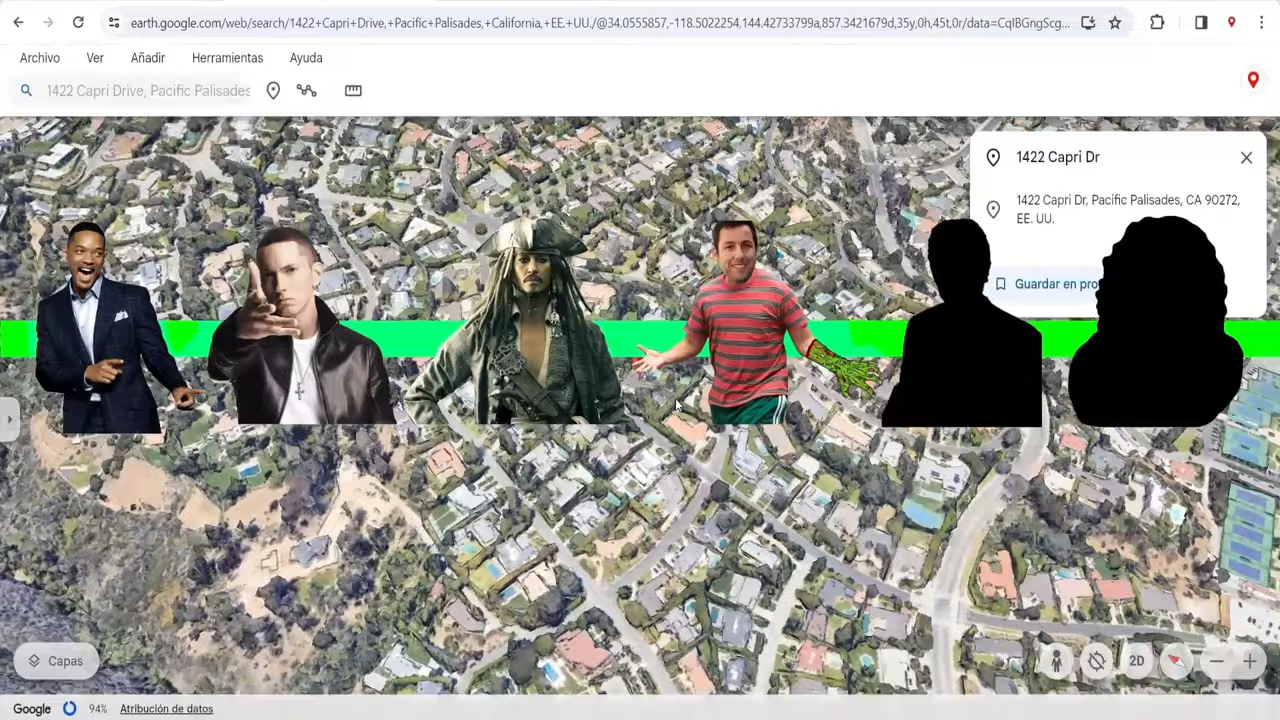 earth.google.com/web/search/1422+Capri+Drive,+Pacific+Palisades,+California,+EE.+UU./@34.0555857,-118.5022254,144.42733799a,857.3421679d,35y,0h,45t,0r/data=CqIBGngScg...
Archivo Ver Añadir Herramientas Ayuda
1422 Capri Drive, Pacific Palisades
1422 Capri Dr
1422 Capri Dr, Pacific Palisades, CA 90272,
EE. UU.
Guardar en pro
Capas
2D
Google 94% Atribución de datos